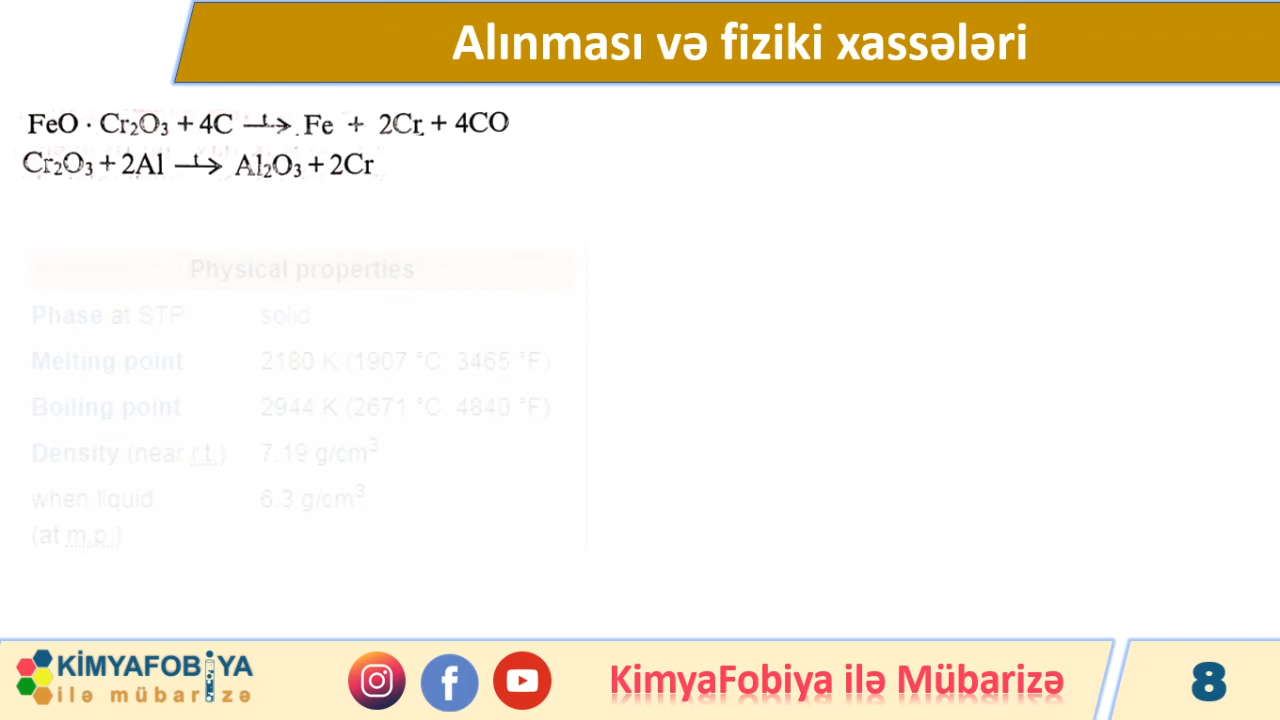 Alınması və fiziki xassələri
FeO · Cr₂O₃ + 4C —t→ Fe + 2Cr + 4CO
Cr₂O₃ + 2Al —t→ Al₂O₃ + 2Cr
Physical properties
Phase at STP solid
Melting point 2180 K (1907 °C 3465 °F)
Boiling point 2944 K (2671 °C 4840 °F)
Density (near r.t.) 7.19 g/cm³
when liquid 6.3 g/cm³
(at m.p.)
KİMYAFOBİYA
ilə mübarizə
KimyaFobiya ilə Mübarizə
8